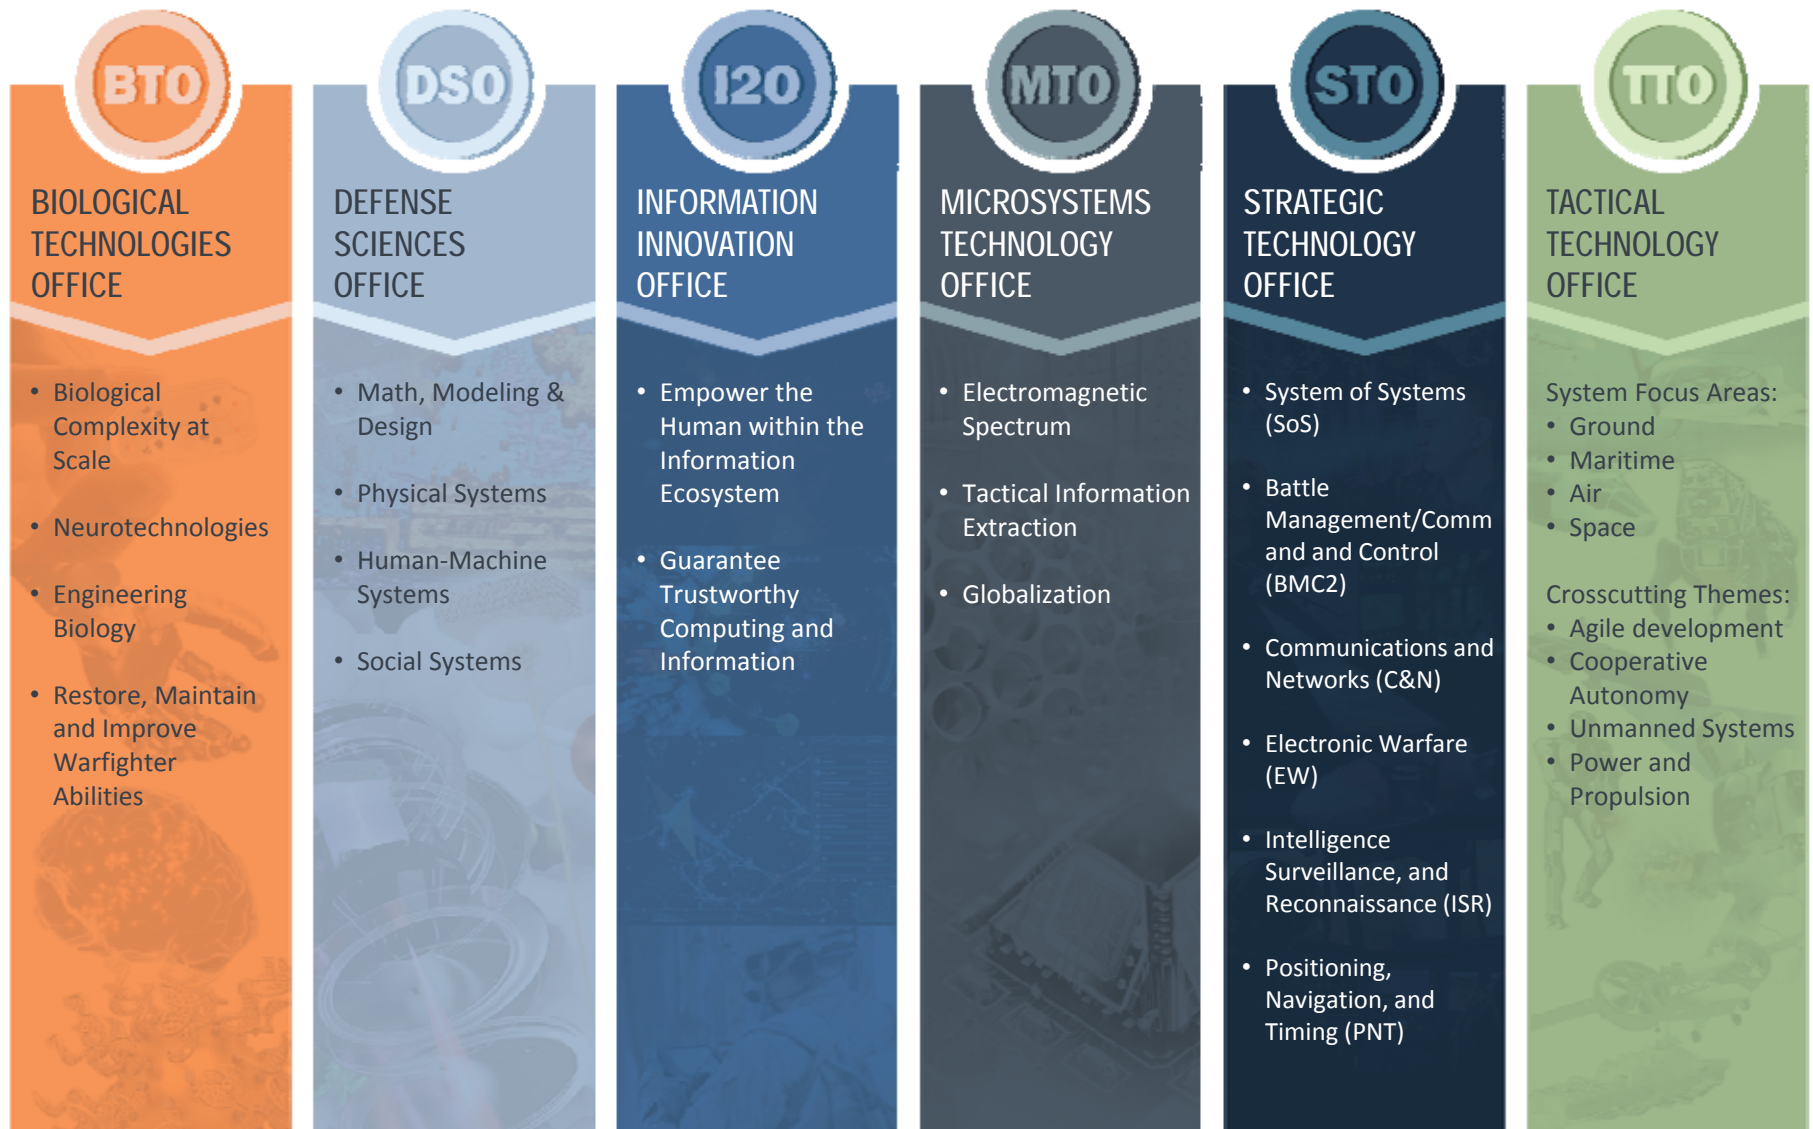 BTO
BIOLOGICAL
TECHNOLOGIES
OFFICE
• Biological
Complexity at
Scale
• Neurotechnologies
• Engineering
Biology
• Restore, Maintain
and Improve
Warfighter
Abilities
DSO
DEFENSE
SCIENCES
OFFICE
• Math, Modeling &
Design
• Physical Systems
• Human-Machine
Systems
• Social Systems
I2O
INFORMATION
INNOVATION
OFFICE
• Empower the
Human within the
Information
Ecosystem
• Guarantee
Trustworthy
Computing and
Information
MTO
MICROSYSTEMS
TECHNOLOGY
OFFICE
• Electromagnetic
Spectrum
• Tactical Information
Extraction
• Globalization
STO
STRATEGIC
TECHNOLOGY
OFFICE
• System of Systems
(SoS)
• Battle
Management/Comm
and and Control
(BMC2)
• Communications and
Networks (C&N)
• Electronic Warfare
(EW)
• Intelligence
Surveillance, and
Reconnaissance (ISR)
• Positioning,
Navigation, and
Timing (PNT)
TTO
TACTICAL
TECHNOLOGY
OFFICE
System Focus Areas:
• Ground
• Maritime
• Air
• Space
Crosscutting Themes:
• Agile development
• Cooperative
Autonomy
• Unmanned Systems
• Power and
Propulsion